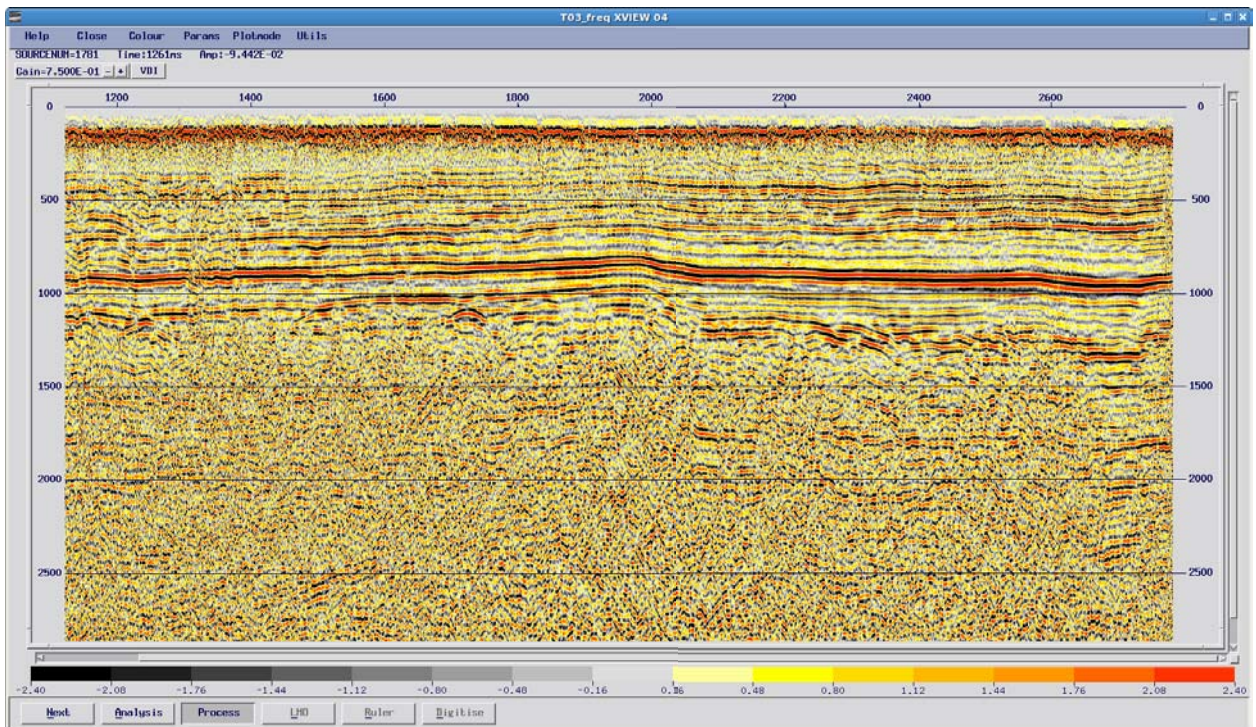 T03_freq XVIEW 04
Help Close Colour Params Plotmode Utils
SOURCENUM=1781 Time:1261ms Amp:-9.442E-02
Gain=7.500E-01 - + VDI
1200 1400 1600 1800 2000 2200 2400 2600
0 0
500 500
1000 1000
1500 1500
2000 2000
2500 2500
-2.40 -2.08 -1.76 -1.44 -1.12 -0.80 -0.48 -0.16 0.16 0.48 0.80 1.12 1.44 1.76 2.08 2.40
Next Analysis Process LMO Ruler Digitise